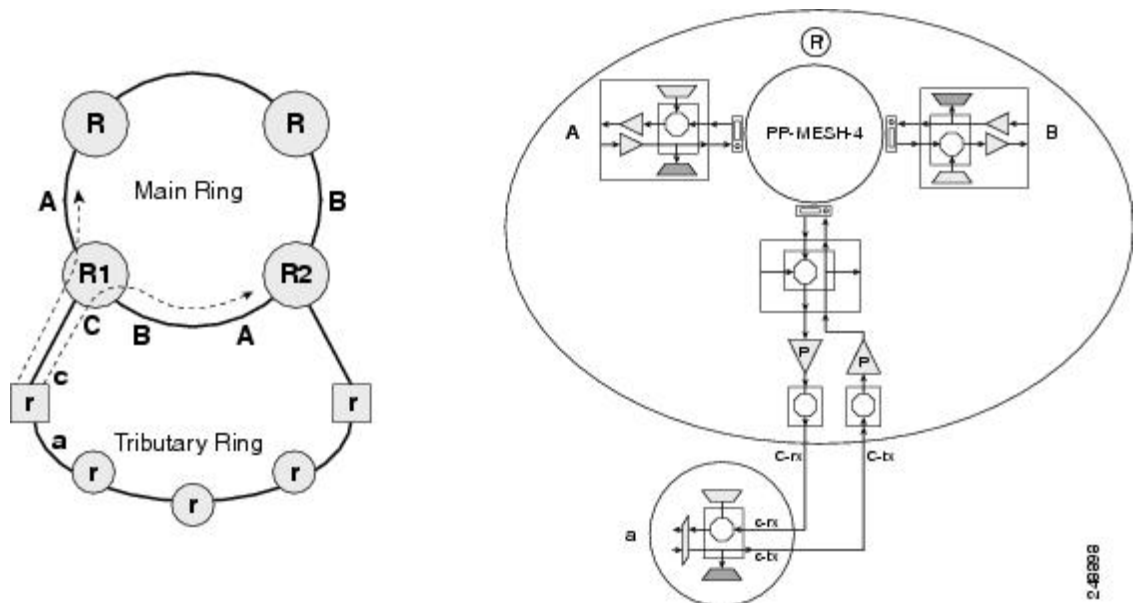 R
R
Main Ring
A
B
R1
R2
C
B
A
c
r
r
a
Tributary Ring
r
r
r
R
A
PP-MESH-4
B
P
P
C-rx
C-tx
a
c-rx
c-tx
248898